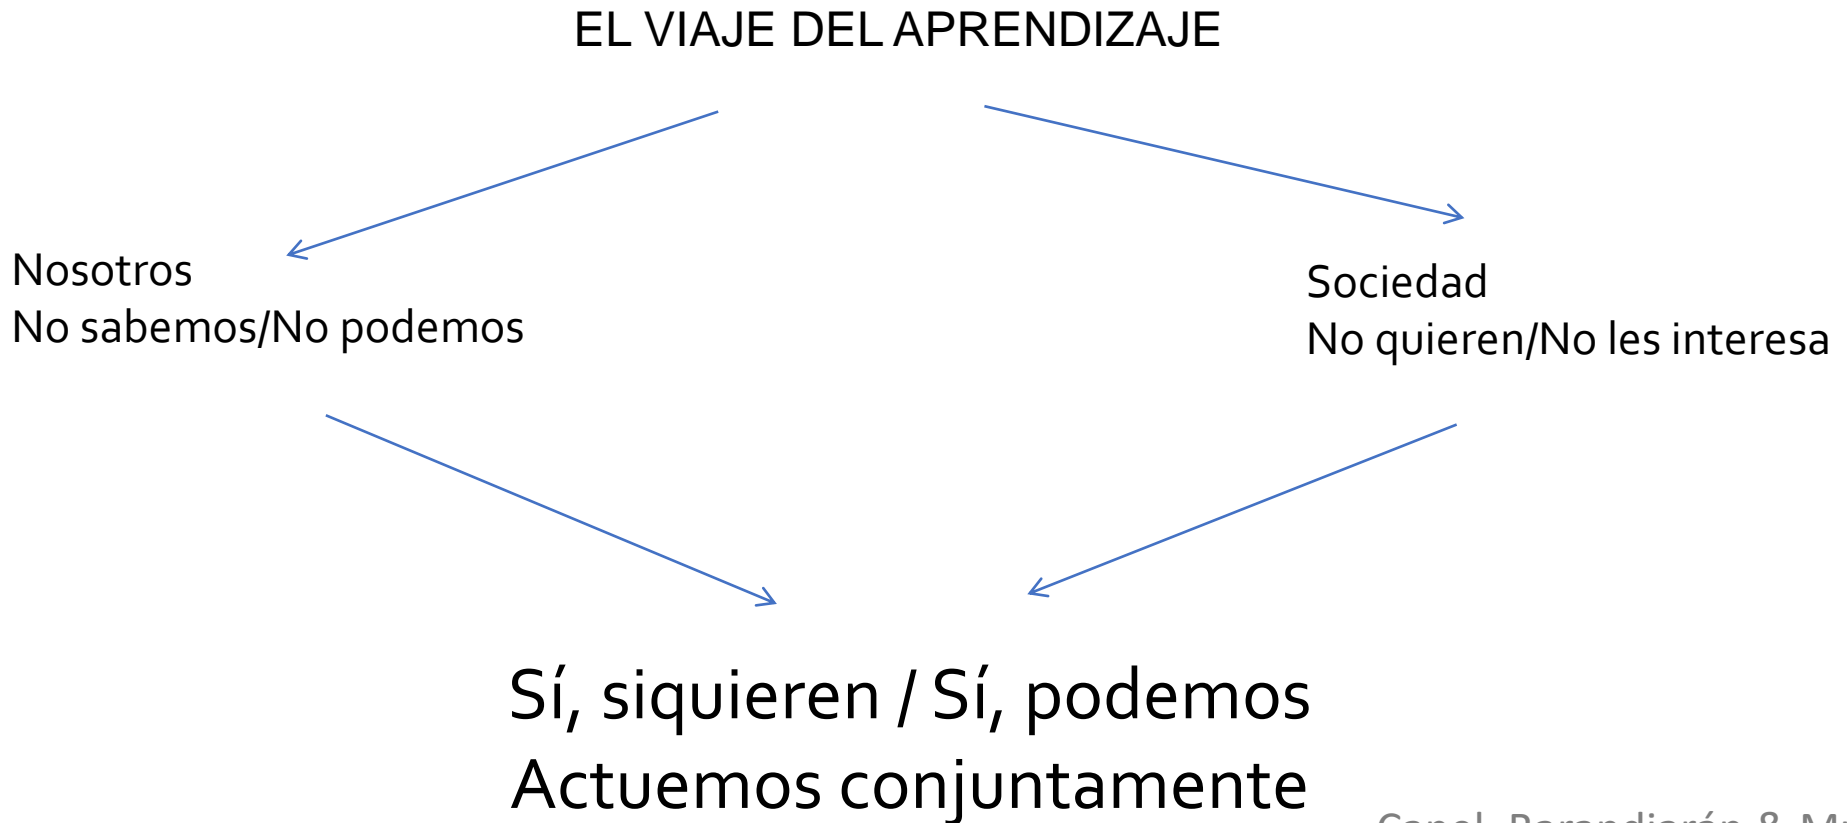 EL VIAJE DEL APRENDIZAJE
Nosotros
No sabemos/No podemos
Sociedad
No quieren/No les interesa
Sí, siquieren / Sí, podemos
Actuemos conjuntamente